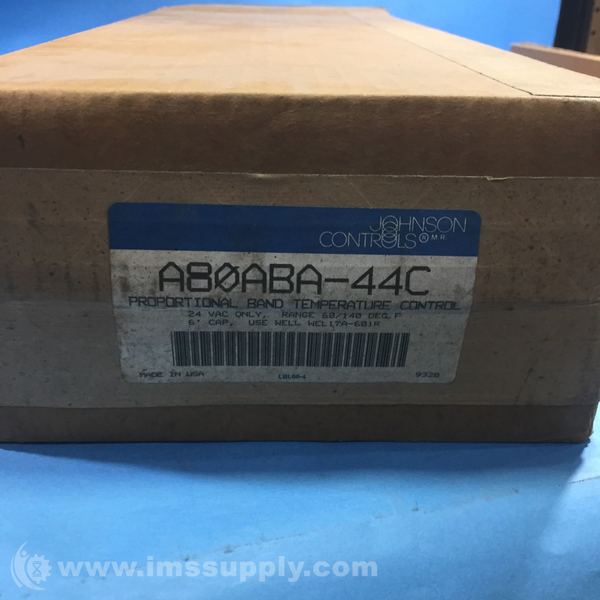 JOHNSON
CONTROLS ® M.R.
A80ABA-44C
PROPORTIONAL BAND TEMPERATURE CONTROL
24 VAC ONLY, RANGE 60/140 DEG.F
6' CAP, USE WELL WEL17A-601R
MADE IN USA 9320
www.imssupply.com